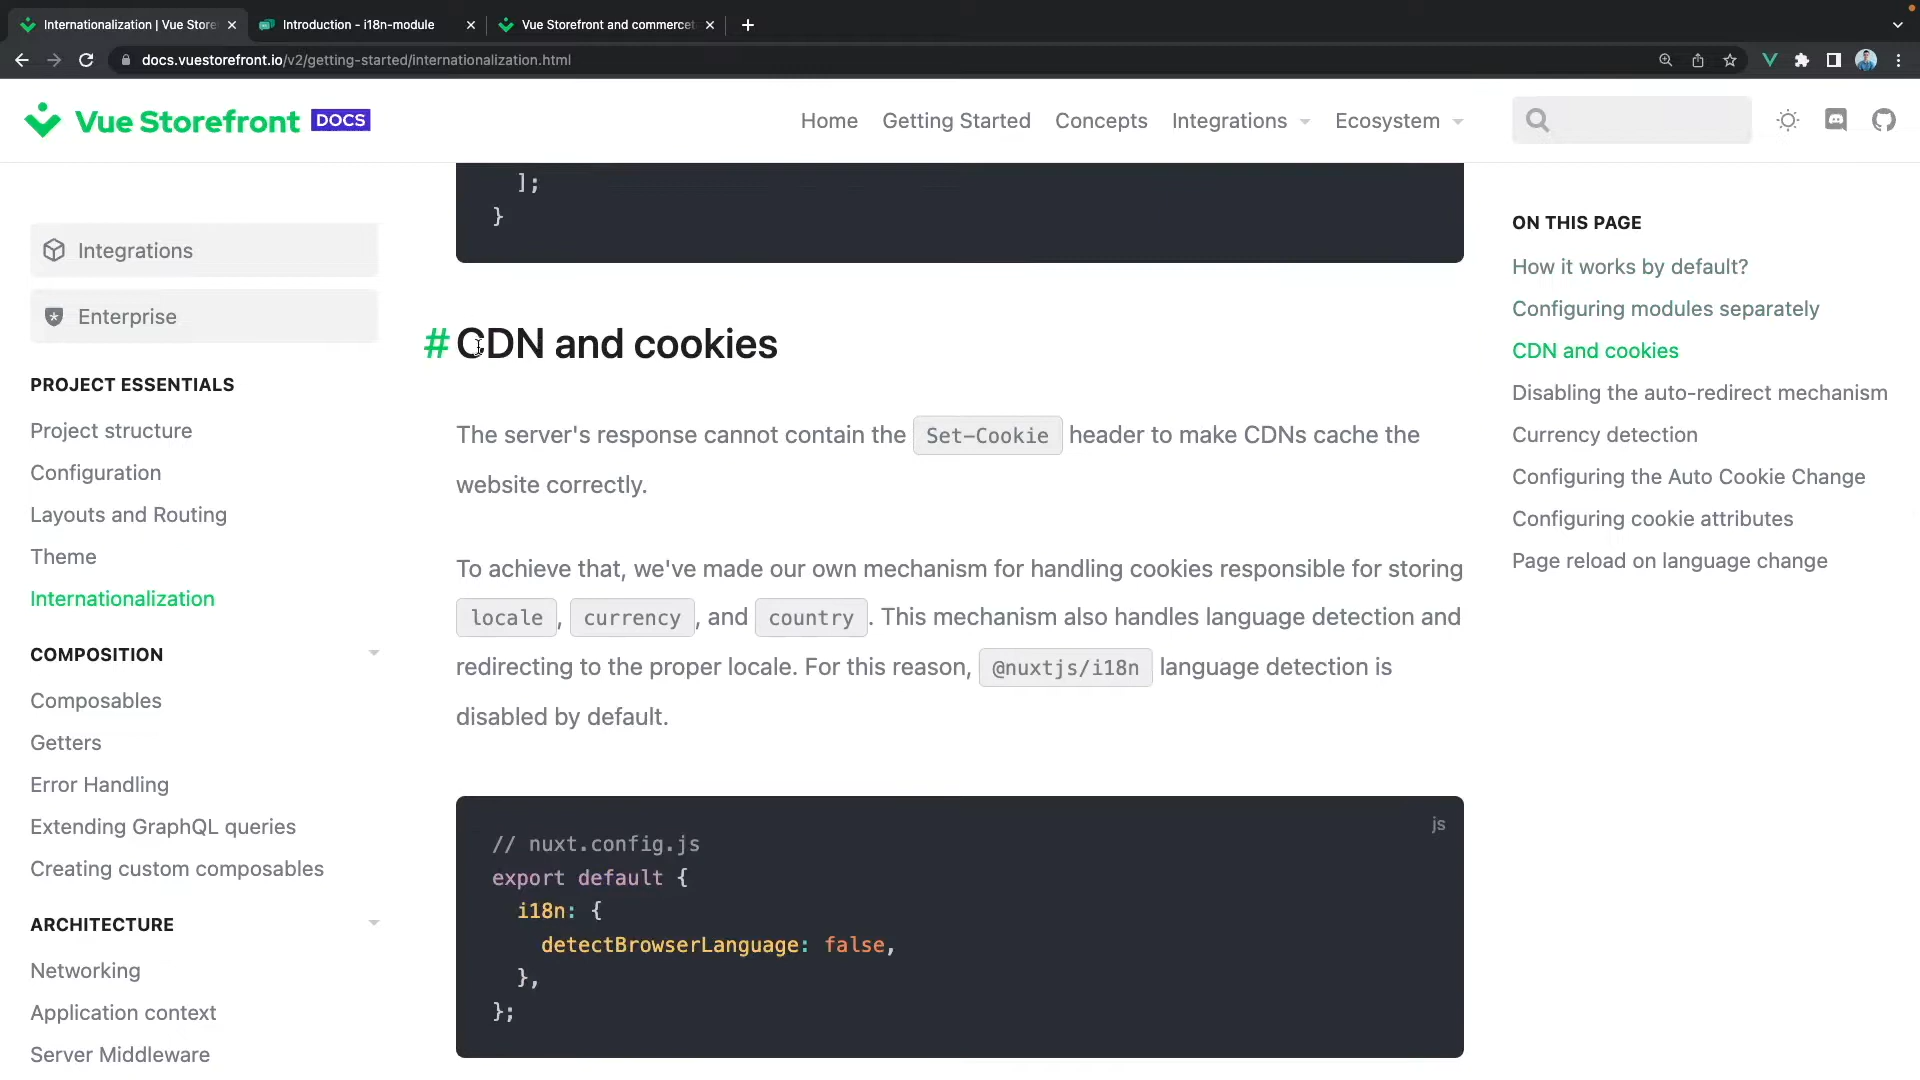 Internationalization | Vue Store
Introduction - i18n-module
Vue Storefront and commercet
docs.vuestorefront.io/v2/getting-started/internationalization.html
Vue Storefront DOCS
Home
Getting Started
Concepts
Integrations
Ecosystem
Integrations
Enterprise
PROJECT ESSENTIALS
Project structure
Configuration
Layouts and Routing
Theme
Internationalization
COMPOSITION
Composables
Getters
Error Handling
Extending GraphQL queries
Creating custom composables
ARCHITECTURE
Networking
Application context
Server Middleware
];
}
# CDN and cookies
The server's response cannot contain the Set-Cookie header to make CDNs cache the
website correctly.
To achieve that, we've made our own mechanism for handling cookies responsible for storing
locale, currency, and country. This mechanism also handles language detection and
redirecting to the proper locale. For this reason, @nuxtjs/i18n language detection is
disabled by default.
js
// nuxt.config.js
export default {
i18n: {
detectBrowserLanguage: false,
},
};
ON THIS PAGE
How it works by default?
Configuring modules separately
CDN and cookies
Disabling the auto-redirect mechanism
Currency detection
Configuring the Auto Cookie Change
Configuring cookie attributes
Page reload on language change